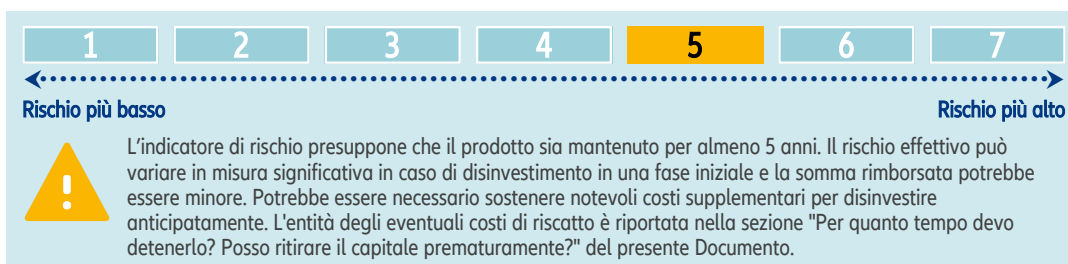 1 2 3 4 5 6 7
Rischio più basso Rischio più alto
L'indicatore di rischio presuppone che il prodotto sia mantenuto per almeno 5 anni. Il rischio effettivo può
variare in misura significativa in caso di disinvestimento in una fase iniziale e la somma rimborsata potrebbe
essere minore. Potrebbe essere necessario sostenere notevoli costi supplementari per disinvestire
anticipatamente. L'entità degli eventuali costi di riscatto è riportata nella sezione "Per quanto tempo devo
detenerlo? Posso ritirare il capitale prematuramente?" del presente Documento.